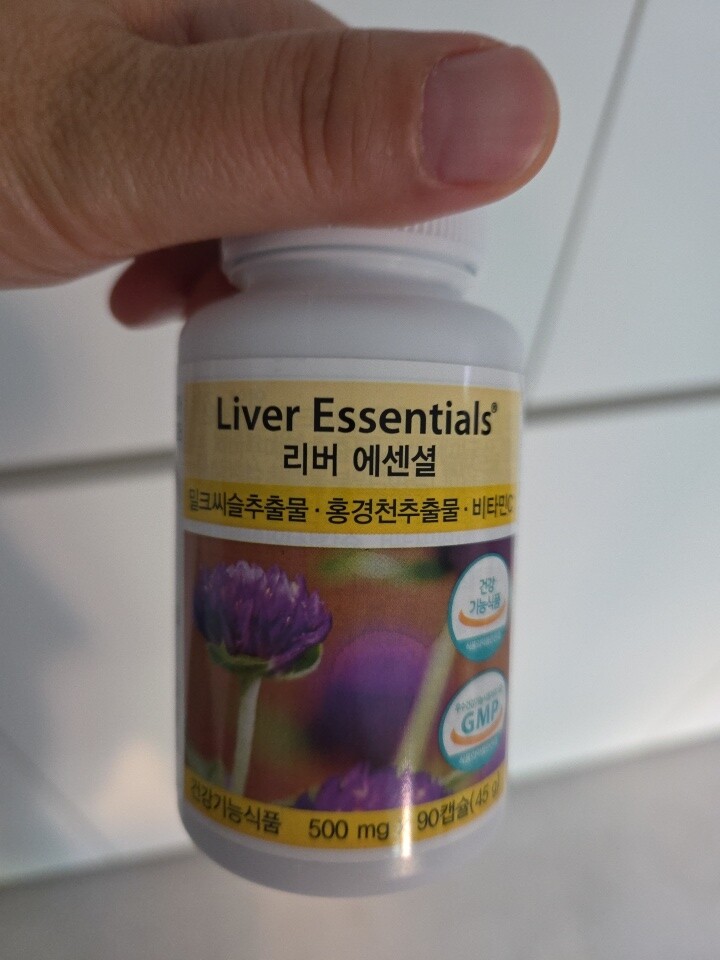 Liver Essentials®
리버 에센셜
밀크씨슬추출물 · 홍경천추출물 · 비타민C
건강
기능식품
GMP
건강기능식품 500 mg x 90캡슐(45 g)